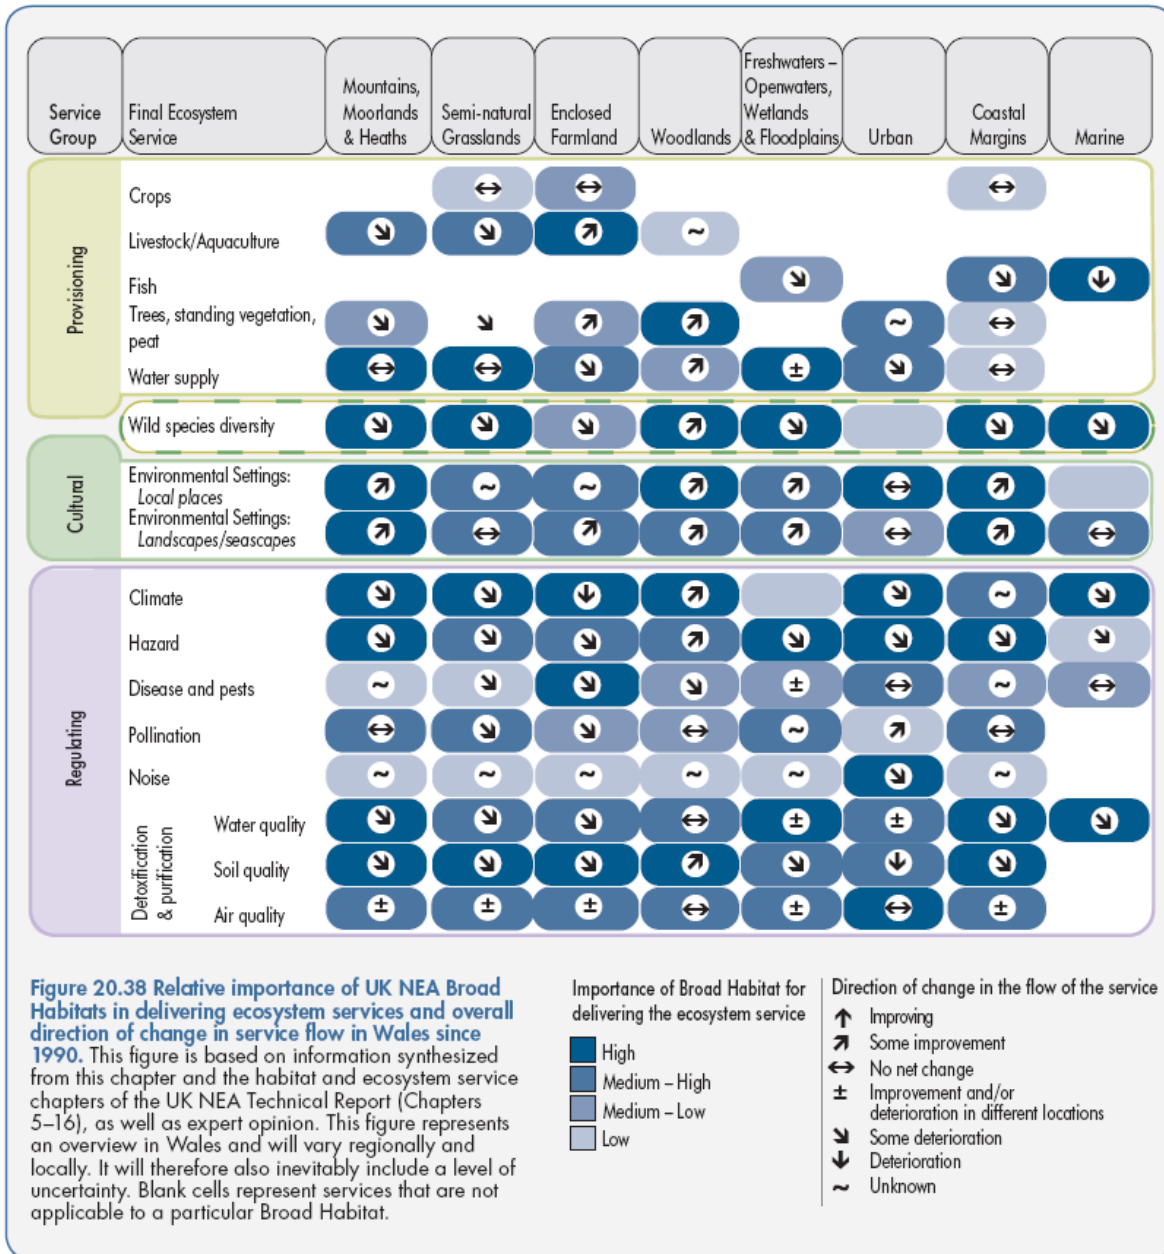 Service Group
Final Ecosystem Service
Mountains, Moorlands & Heaths
Semi-natural Grasslands
Enclosed Farmland
Woodlands
Freshwaters – Openwaters, Wetlands & Floodplains
Urban
Coastal Margins
Marine
Provisioning
Crops
Livestock/Aquaculture
Fish
Trees, standing vegetation,
peat
Water supply
Wild species diversity
Cultural
Environmental Settings:
Local places
Environmental Settings:
Landscapes/seascapes
Regulating
Climate
Hazard
Disease and pests
Pollination
Noise
Detoxification
& purification
Water quality
Soil quality
Air quality
Figure 20.38 Relative importance of UK NEA Broad
Habitats in delivering ecosystem services and overall
direction of change in service flow in Wales since
1990. This figure is based on information synthesized
from this chapter and the habitat and ecosystem service
chapters of the UK NEA Technical Report (Chapters
5–16), as well as expert opinion. This figure represents
an overview in Wales and will vary regionally and
locally. It will therefore also inevitably include a level of
uncertainty. Blank cells represent services that are not
applicable to a particular Broad Habitat.
Importance of Broad Habitat for
delivering the ecosystem service
High
Medium – High
Medium – Low
Low
Direction of change in the flow of the service
↑ Improving
↗ Some improvement
↔ No net change
± Improvement and/or
deterioration in different locations
↘ Some deterioration
↓ Deterioration
~ Unknown